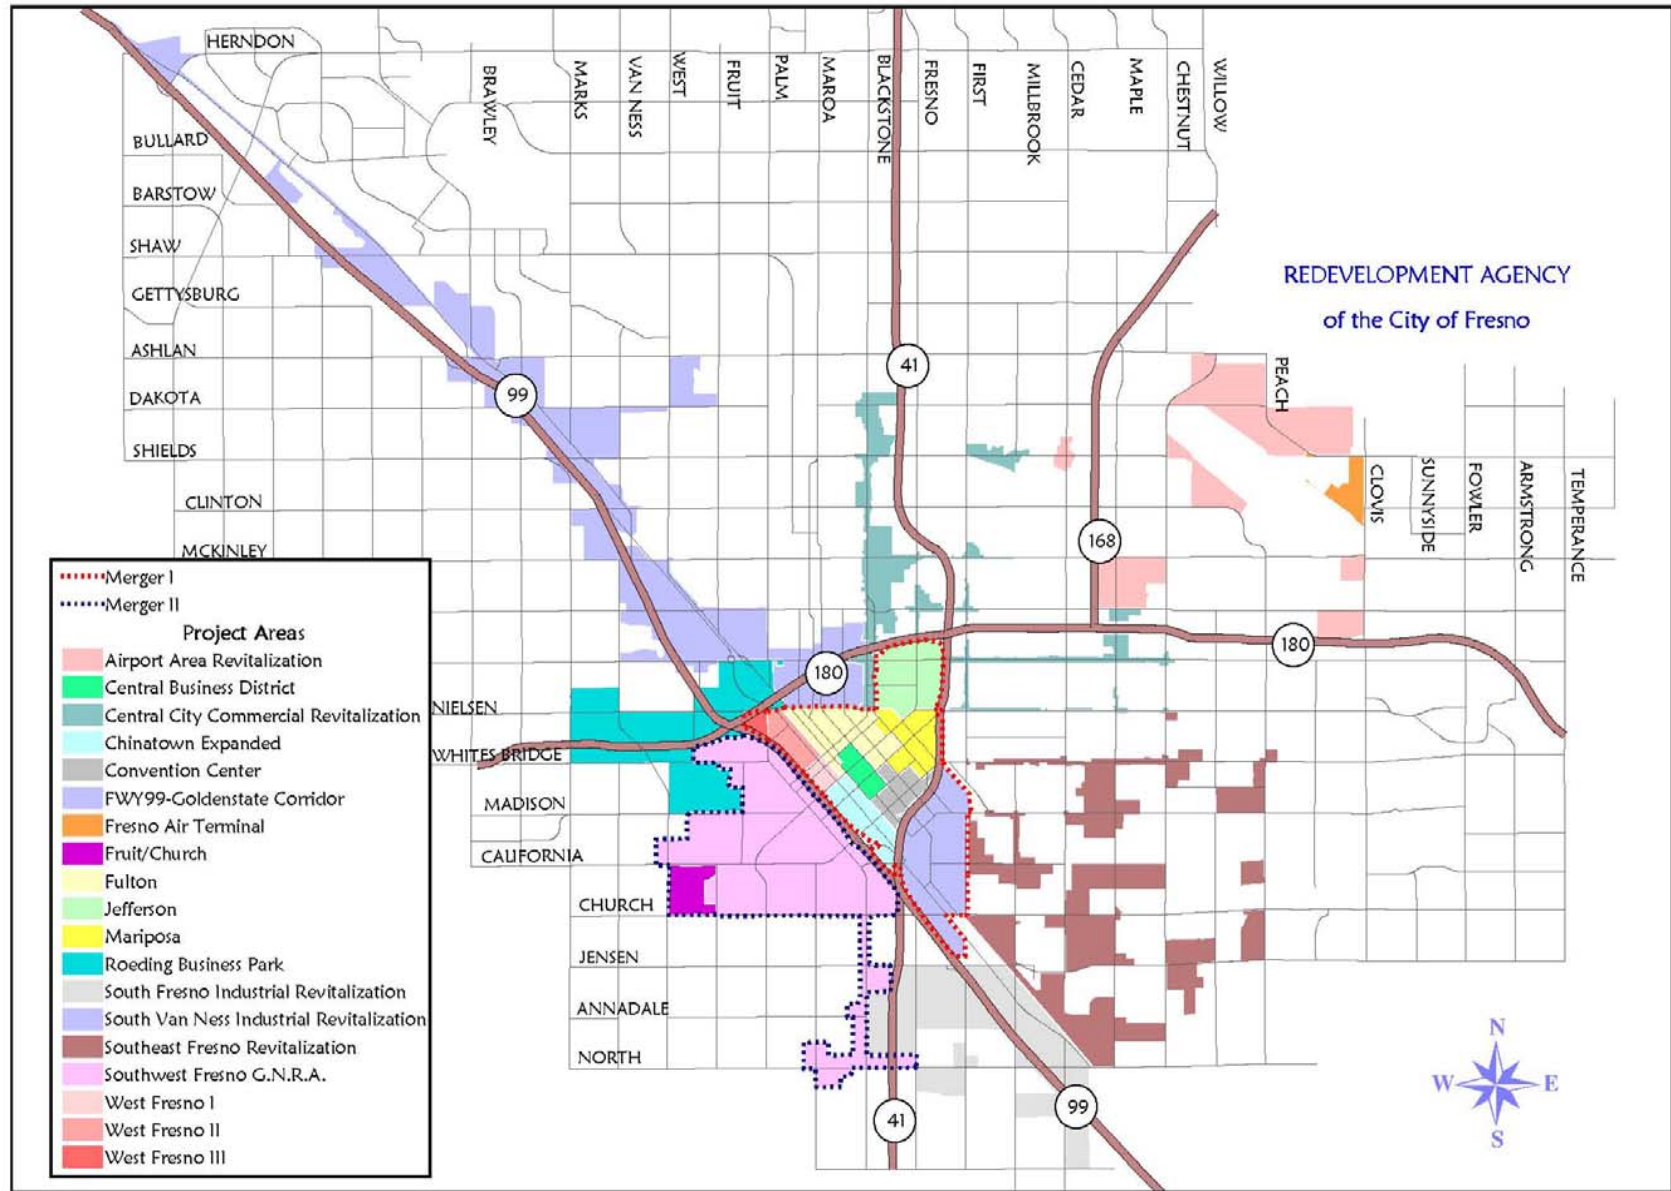 HERNDON
BRAWLEY
MARKS
VAN NESS
WEST
FRUIT
PALM
MAROA
BLACKSTONE
FRESNO
FIRST
MILLBROOK
CEDAR
MAPLE
CHESTNUT
WILLOW
BULLARD
BARSTOW
SHAW
GETTYSBURG
ASHLAN
DAKOTA
SHIELDS
CLINTON
MCKINLEY
REDEVELOPMENT AGENCY
of the City of Fresno
41
99
168
180
180
PEACH
CLOVIS
SUNNYSIDE
FOWLER
ARMSTRONG
TEMPERANCE
NIELSEN
WHITES BRIDGE
MADISON
CALIFORNIA
CHURCH
JENSEN
ANNADALE
NORTH
41
99
Merger I
Merger II
Project Areas
Airport Area Revitalization
Central Business District
Central City Commercial Revitalization
Chinatown Expanded
Convention Center
FWY99-Goldenstate Corridor
Fresno Air Terminal
Fruit/Church
Fulton
Jefferson
Mariposa
Roeding Business Park
South Fresno Industrial Revitalization
South Van Ness Industrial Revitalization
Southeast Fresno Revitalization
Southwest Fresno G.N.R.A.
West Fresno I
West Fresno II
West Fresno III
N
W
E
S